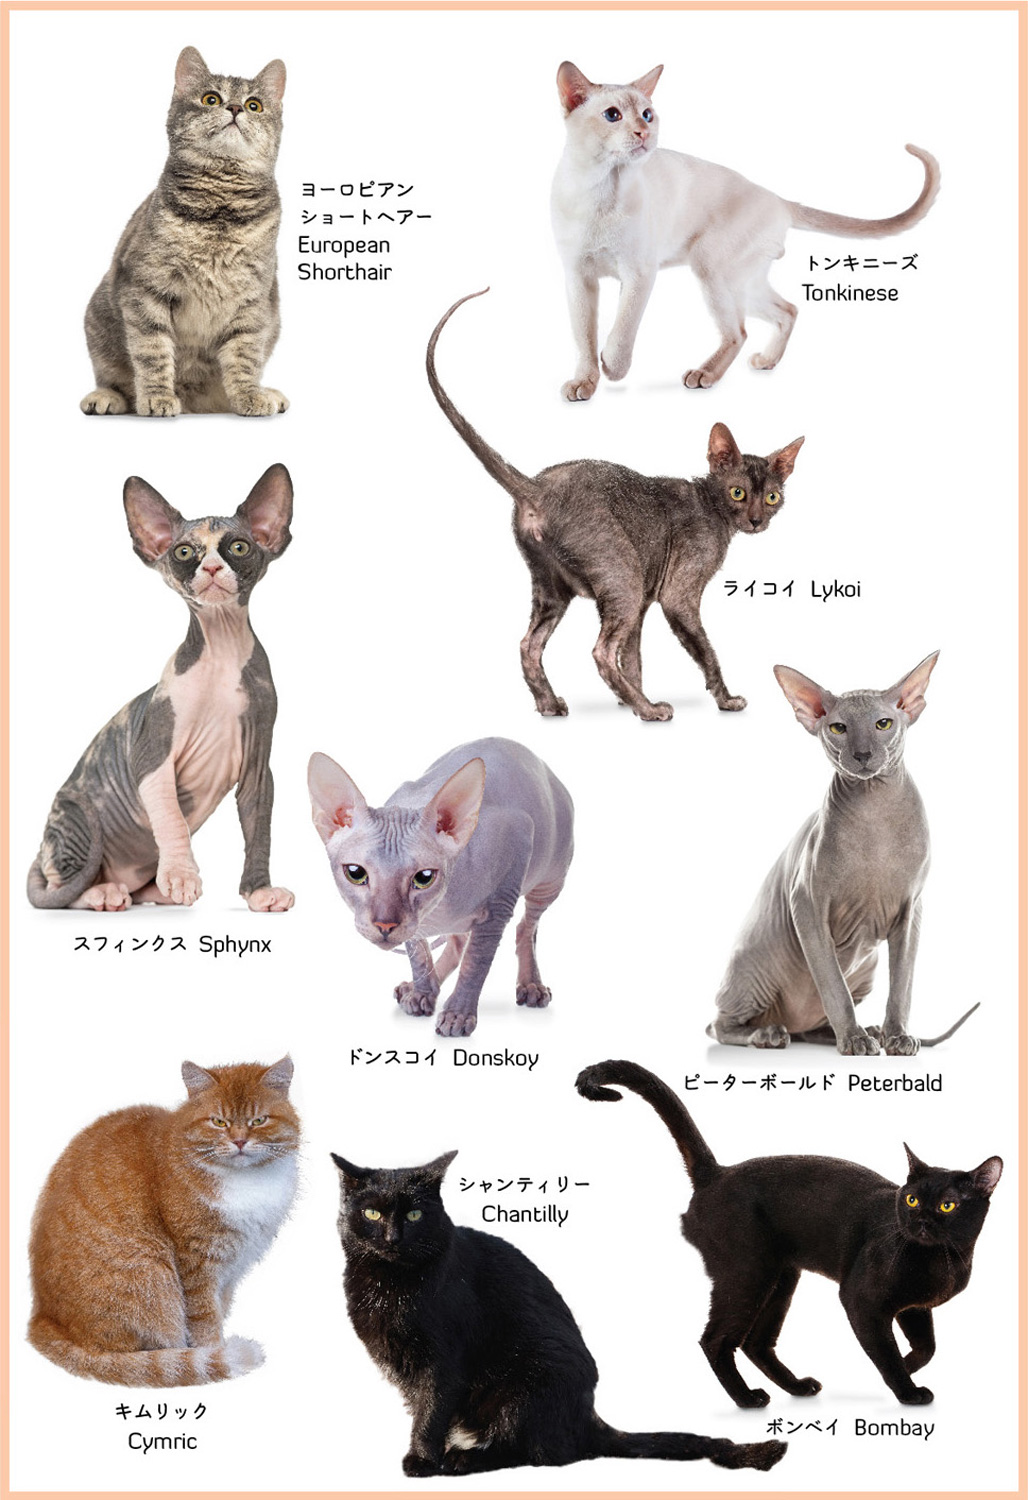 ヨーロピアン
ショートヘアー
European
Shorthair
トンキニーズ
Tonkinese
ライコイ Lykoi
スフィンクス Sphynx
ドンスコイ Donskoy
ピーターボールド Peterbald
キムリック
Cymric
シャンティリー
Chantilly
ボンベイ Bombay